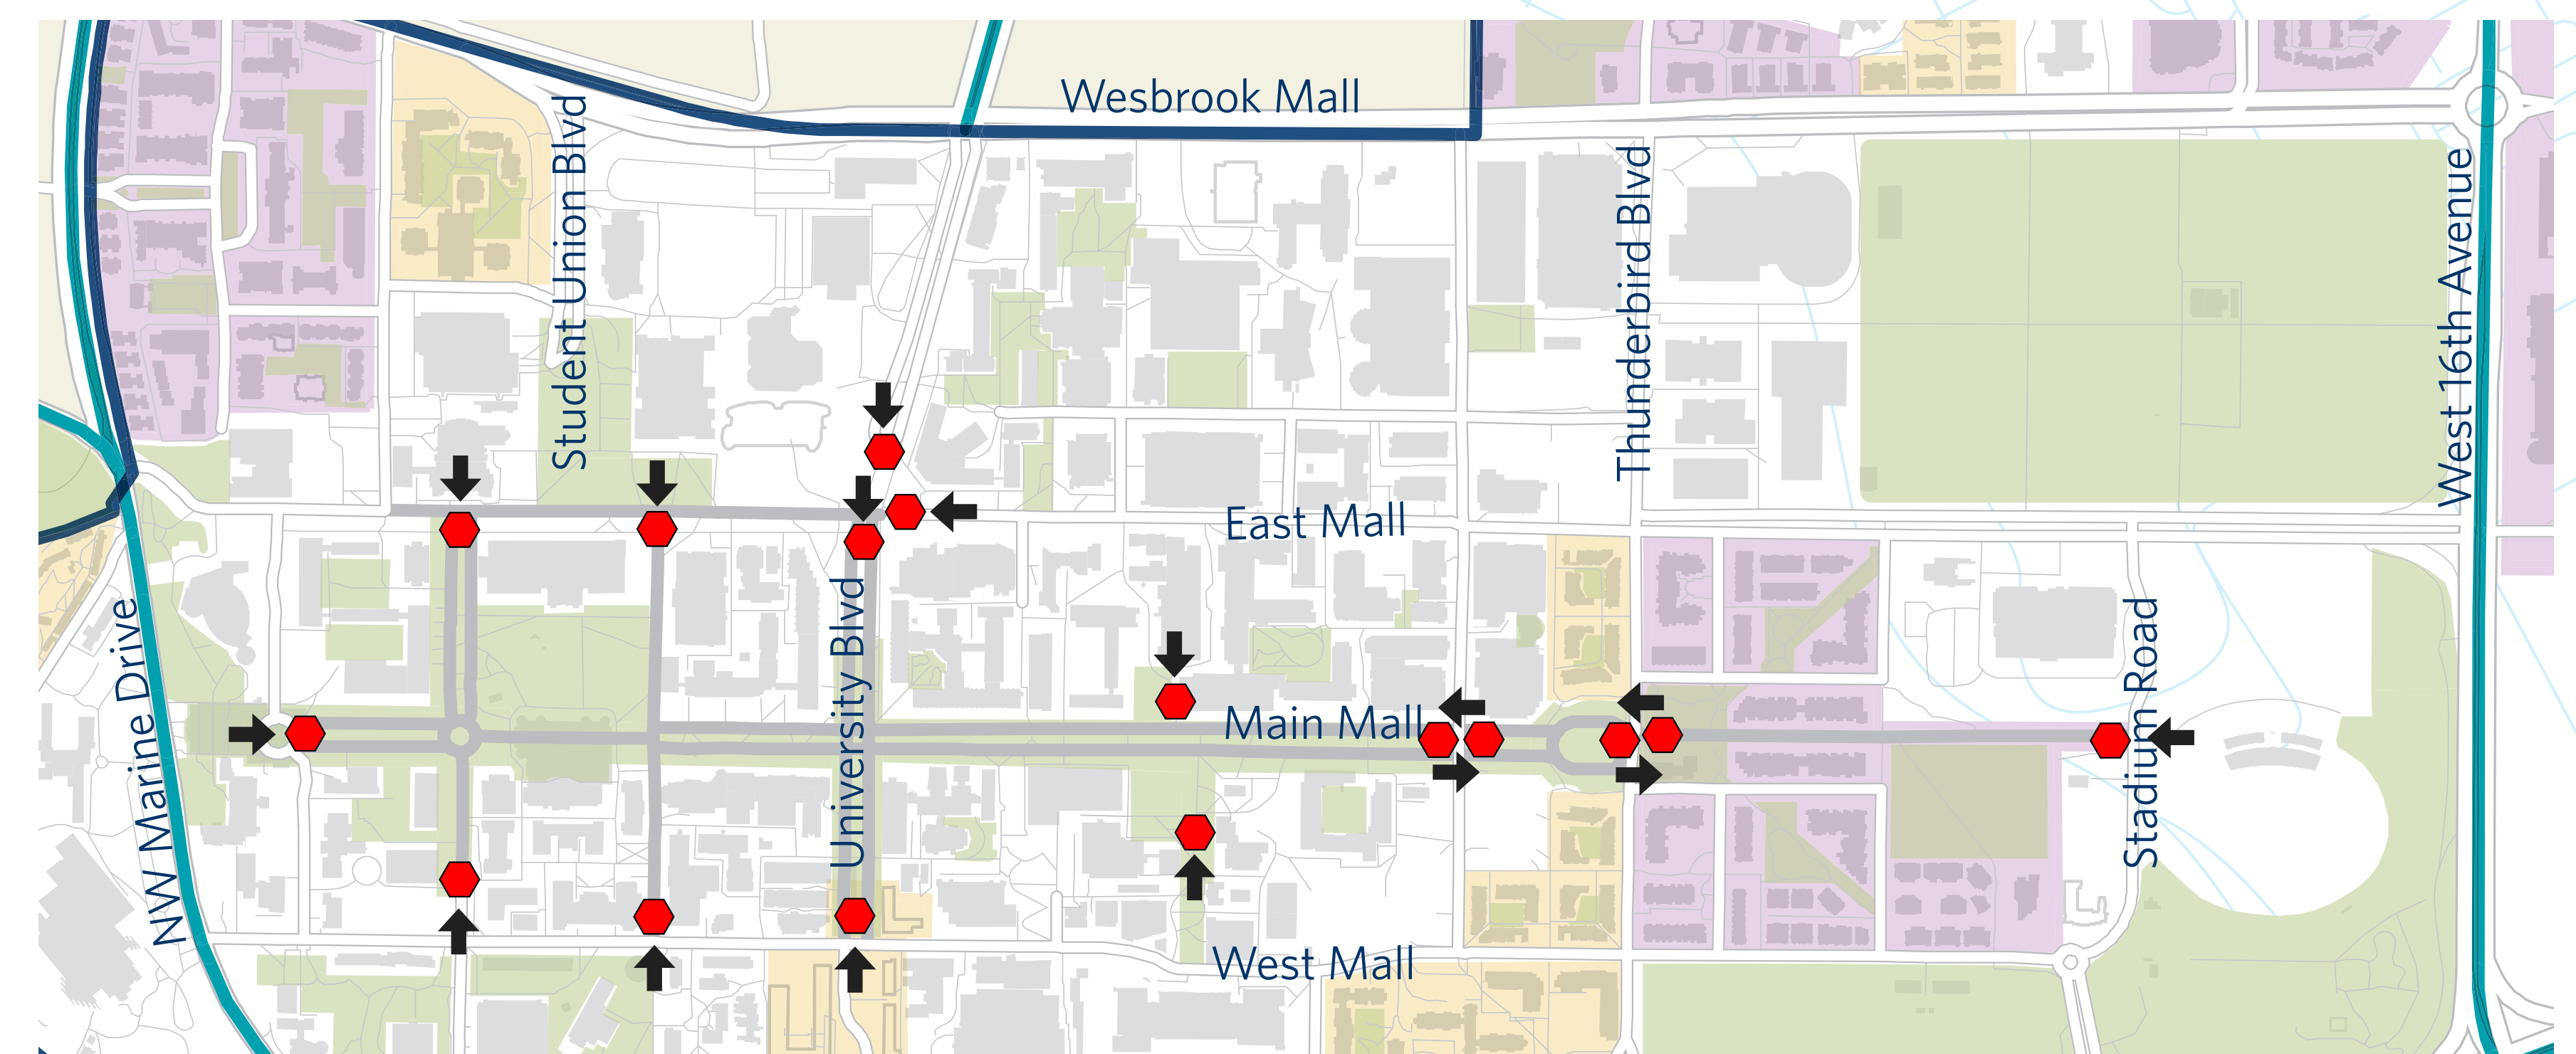 Wesbrook Mall
Student Union Blvd
Thunderbird Blvd
West 16th Avenue
East Mall
University Blvd
NW Marine Drive
Main Mall
Stadium Road
West Mall